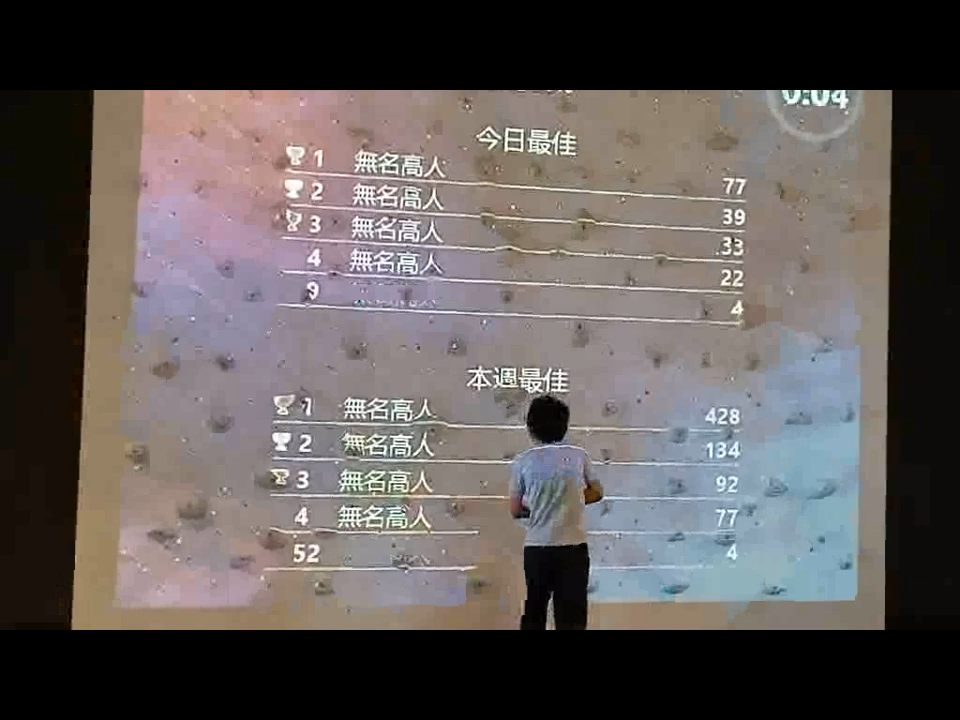 0:04
今日最佳
1 無名高人 77
2 無名高人 39
3 無名高人 33
4 無名高人 22
9 4
本週最佳
1 無名高人 428
2 無名高人 134
3 無名高人 92
4 無名高人 77
52 4